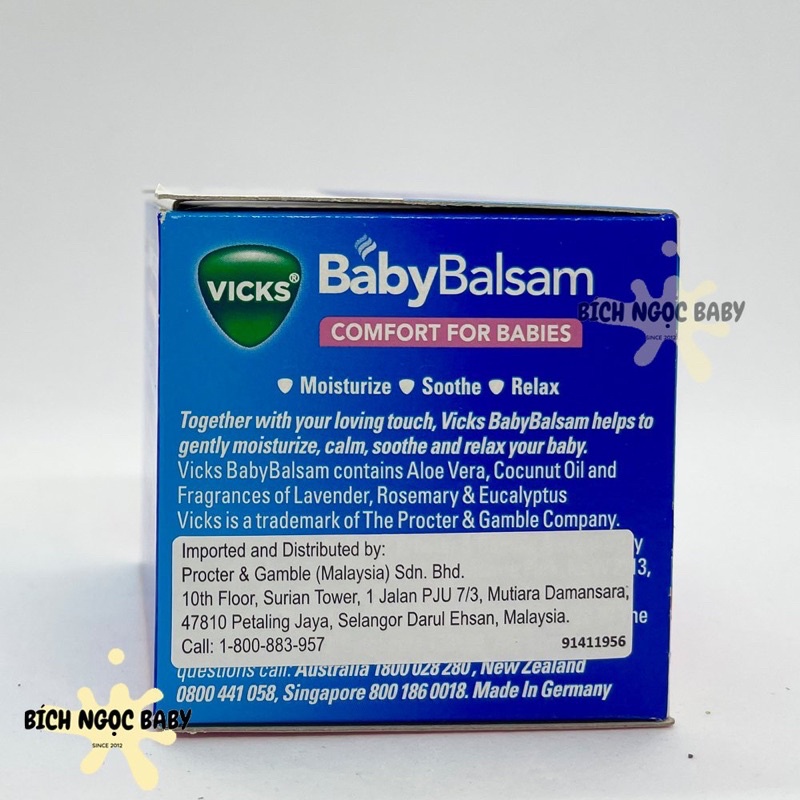 VICKS®
BabyBalsam
COMFORT FOR BABIES
BÍCH NGỌC BABY
SINCE 2012
Moisturize Soothe Relax
Together with your loving touch, Vicks BabyBalsam helps to
gently moisturize, calm, soothe and relax your baby.
Vicks BabyBalsam contains Aloe Vera, Coconut Oil and
Fragrances of Lavender, Rosemary & Eucalyptus
Vicks is a trademark of The Procter & Gamble Company.
Imported and Distributed by:
Procter & Gamble (Malaysia) Sdn. Bhd.
10th Floor, Surian Tower, 1 Jalan PJU 7/3, Mutiara Damansara,
47810 Petaling Jaya, Selangor Darul Ehsan, Malaysia.
Call: 1-800-883-957 91411956
questions call: Australia 1800 028 280, New Zealand
0800 441 058, Singapore 800 186 0018. Made In Germany
BÍCH NGỌC BABY
SINCE 2012